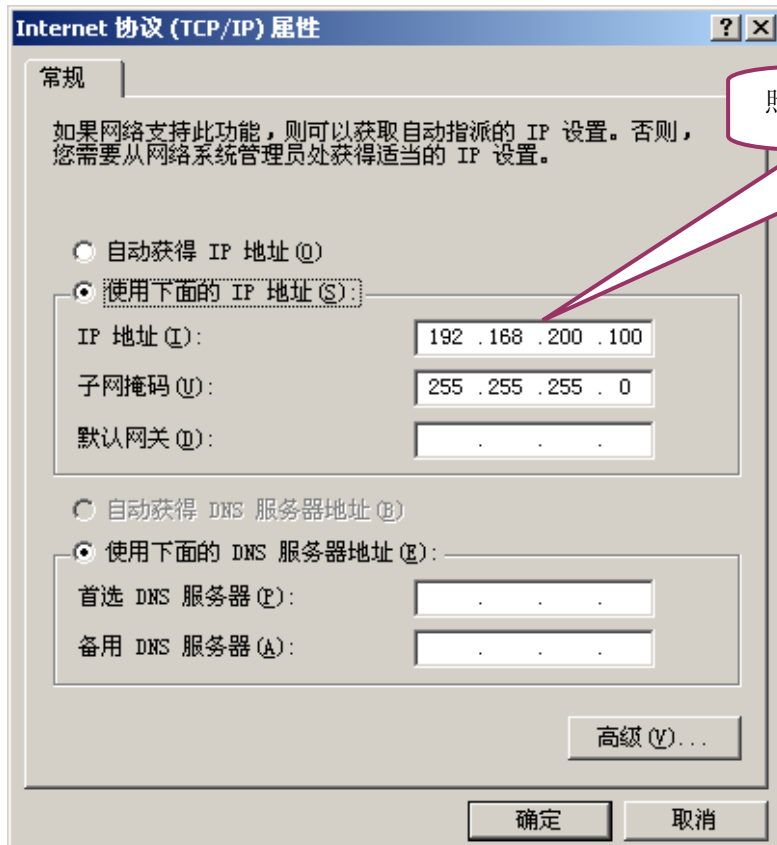 Internet 协议 (TCP/IP) 属性
常规
照
如果网络支持此功能，则可以获取自动指派的 IP 设置。否则，
您需要从网络系统管理员处获得适当的 IP 设置。
自动获得 IP 地址(O)
使用下面的 IP 地址(S):
IP 地址(I): 192 .168 .200 .100
子网掩码(U): 255 .255 .255 . 0
默认网关(D): . . .
自动获得 DNS 服务器地址(B)
使用下面的 DNS 服务器地址(E):
首选 DNS 服务器(P): . . .
备用 DNS 服务器(A): . . .
高级(V)...
确定 取消